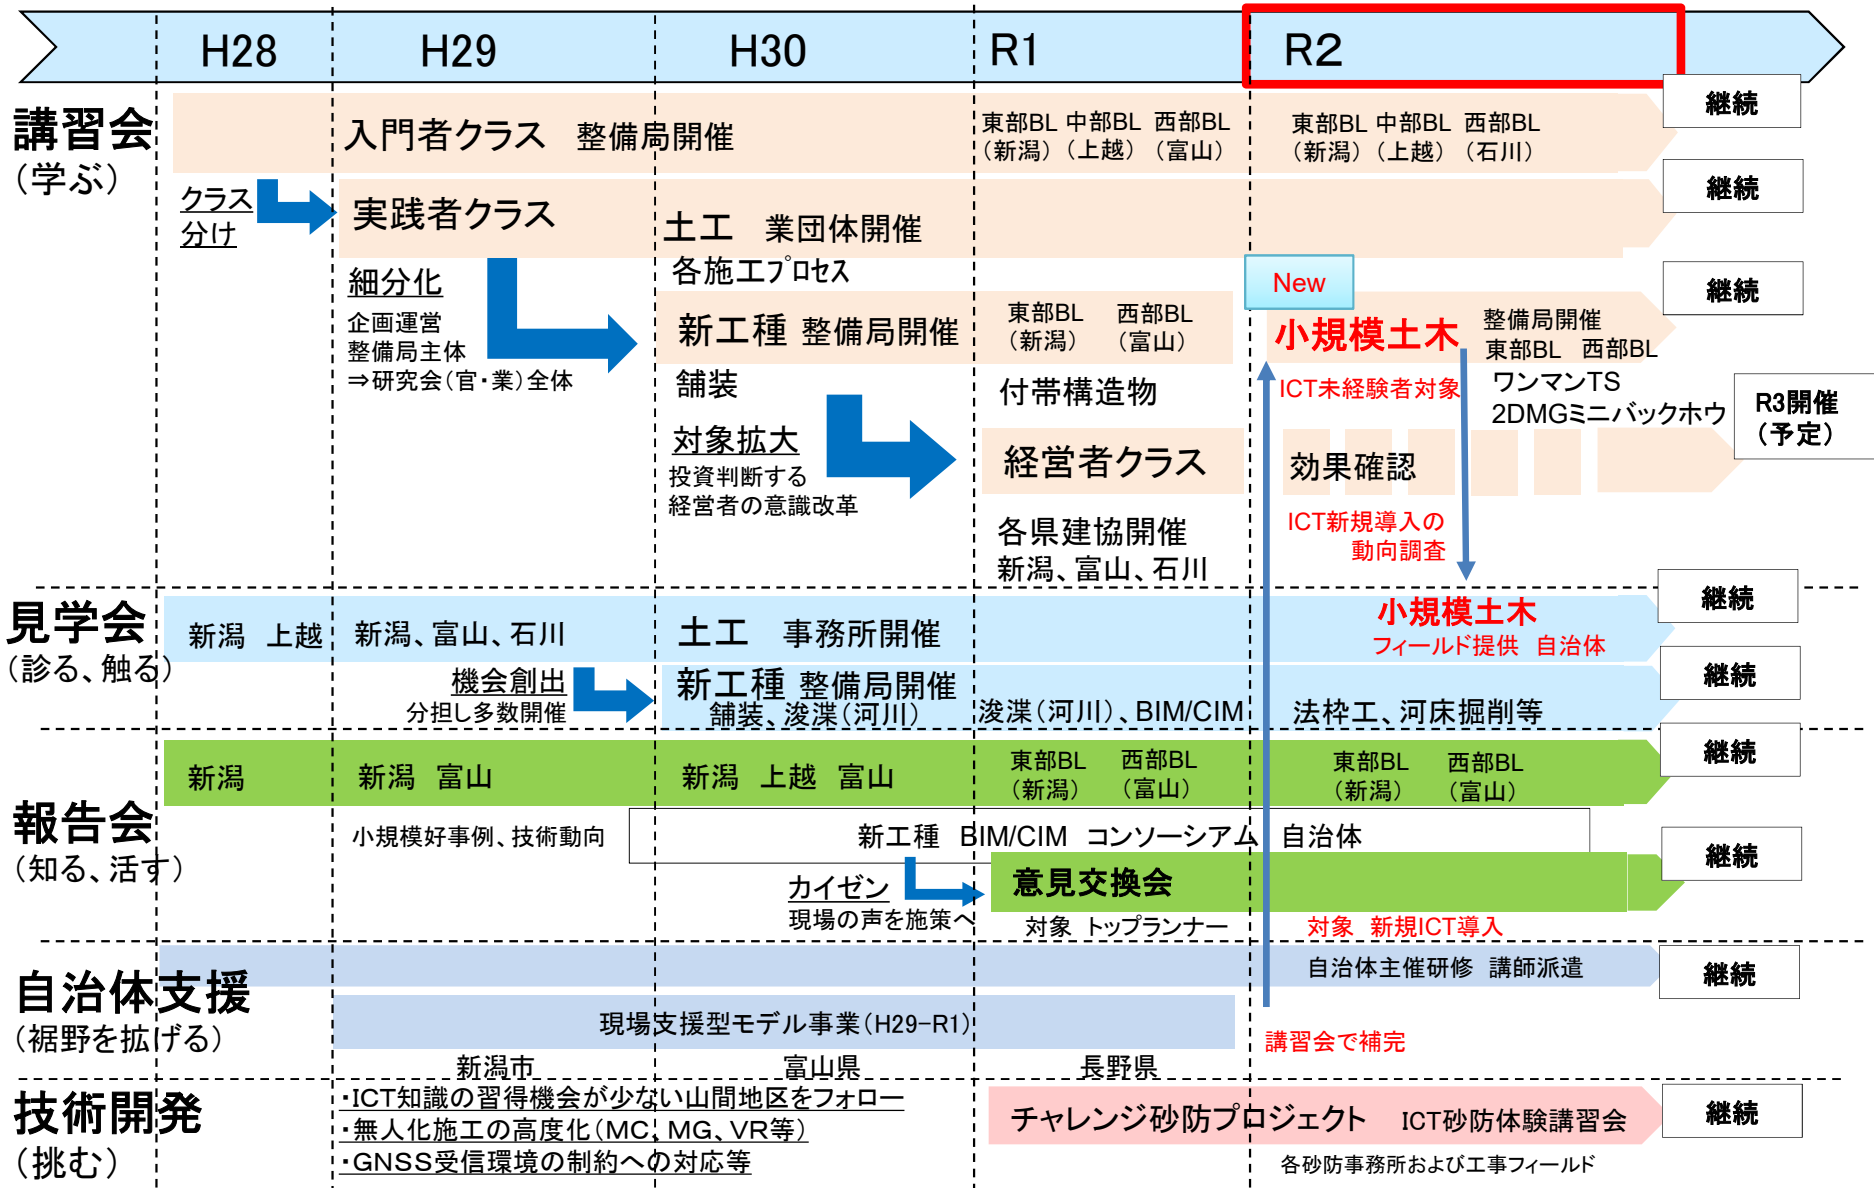 H28
H29
H30
R1
R2
講習会
（学ぶ）
入門者クラス 整備局開催
東部BL 中部BL 西部BL
（新潟）（上越）（富山）
東部BL 中部BL 西部BL
（新潟）（上越）（石川）
継続
クラス
分け
実践者クラス
土工 業団体開催
各施工プロセス
継続
細分化
企画運営
整備局主体
⇒研究会（官・業）全体
新工種 整備局開催
舗装
東部BL 西部BL
（新潟） （富山）
付帯構造物
New
小規模土木
ICT未経験者対象
整備局開催
東部BL 西部BL
ワンマンTS
2DMGミニバックホウ
継続
対象拡大
投資判断する
経営者の意識改革
経営者クラス
各県建協開催
新潟、富山、石川
効果確認
ICT新規導入の
動向調査
R3開催
（予定）
見学会
（診る、触る）
新潟 上越
新潟、富山、石川
土工 事務所開催
小規模土木
フィールド提供 自治体
継続
機会創出
分担し多数開催
新工種 整備局開催
舗装、浚渫（河川）
浚渫（河川）、BIM/CIM
法枠工、河床掘削等
継続
報告会
（知る、活す）
新潟
新潟 富山
新潟 上越 富山
東部BL 西部BL
（新潟） （富山）
東部BL 西部BL
（新潟） （富山）
継続
小規模好事例、技術動向
新工種 BIM/CIM コンソーシアム 自治体
カイゼン
現場の声を施策へ
意見交換会
対象 トップランナー
対象 新規ICT導入
継続
自治体支援
（裾野を拡げる）
自治体主催研修 講師派遣
継続
現場支援型モデル事業（H29-R1）
新潟市
富山県
長野県
講習会で補完
技術開発
（挑む）
・ICT知識の習得機会が少ない山間地区をフォロー
・無人化施工の高度化（MC、MG、VR等）
・GNSS受信環境の制約への対応等
チャレンジ砂防プロジェクト ICT砂防体験講習会
各砂防事務所および工事フィールド
継続